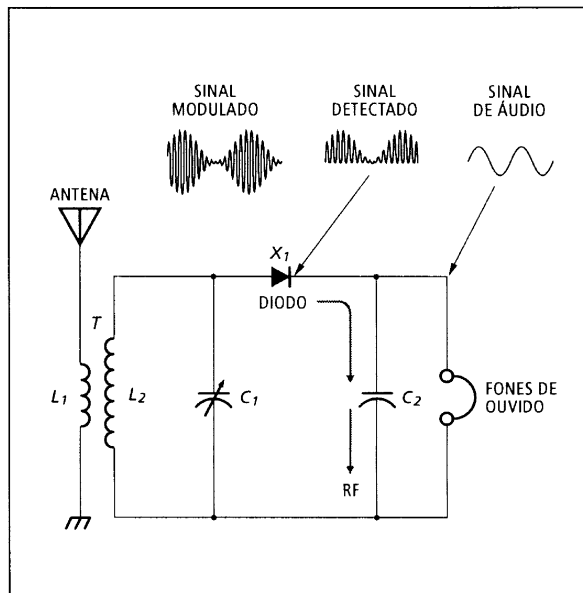 SINAL
MODULADO
SINAL
DETECTADO
SINAL
DE ÁUDIO
ANTENA
X1
DIODO
T
L1
L2
C1
C2
FONES DE
OUVIDO
RF